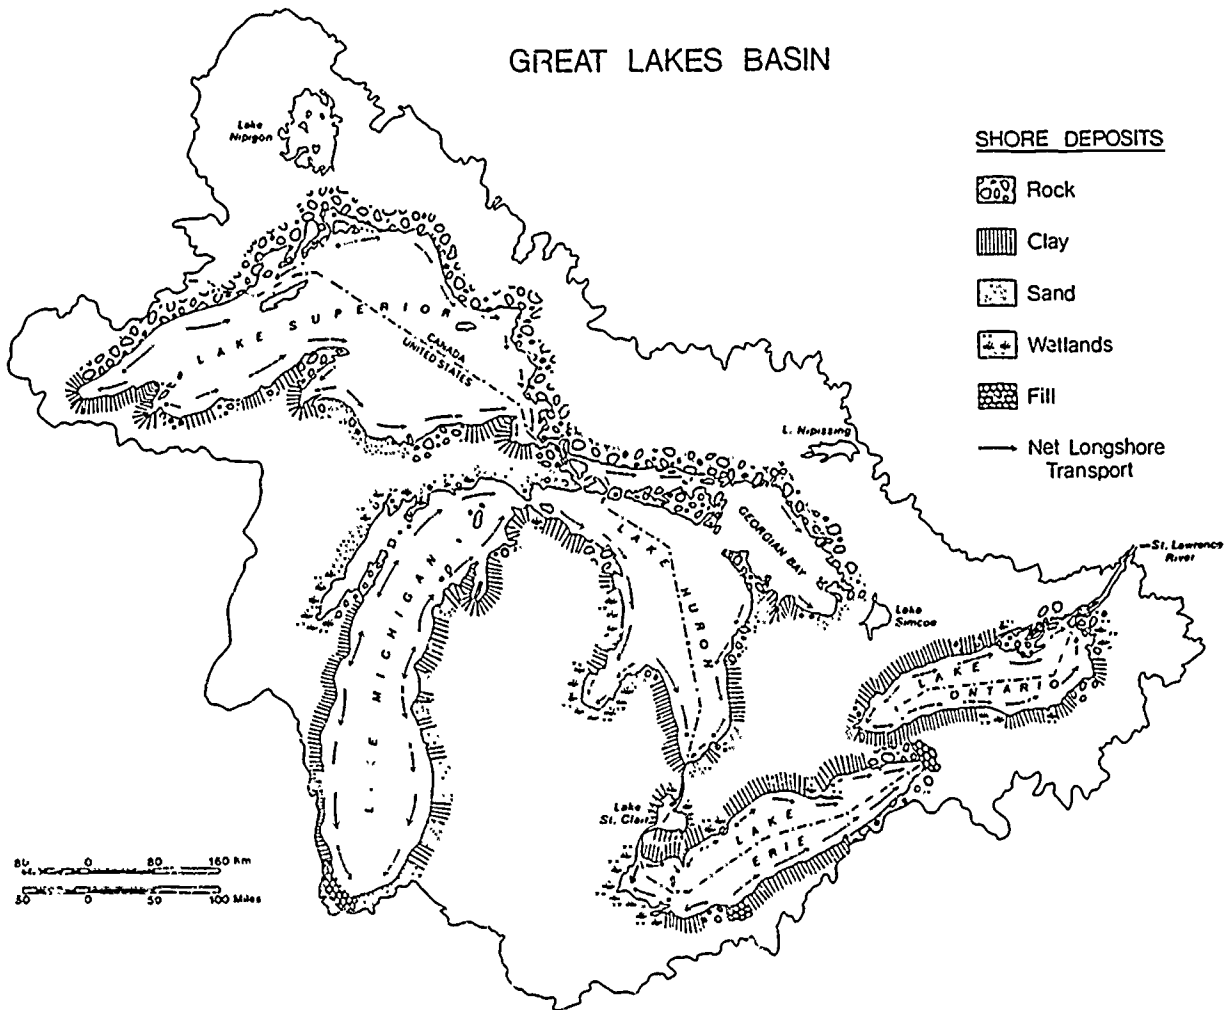 GREAT LAKES BASIN
Lake
Nipigon
SHORE DEPOSITS
Rock
Clay
Sand
Wetlands
Fill
Net Longshore
Transport
LAKE SUPERIOR
CANADA
UNITED STATES
L. Nipissing
GEORGIAN BAY
LAKE HURON
LAKE MICHIGAN
St. Lawrence
River
Lake
Simcoe
LAKE
ONTARIO
Lake
St. Clair
LAKE
ERIE
80 0 80 160 km
50 0 50 100 Miles